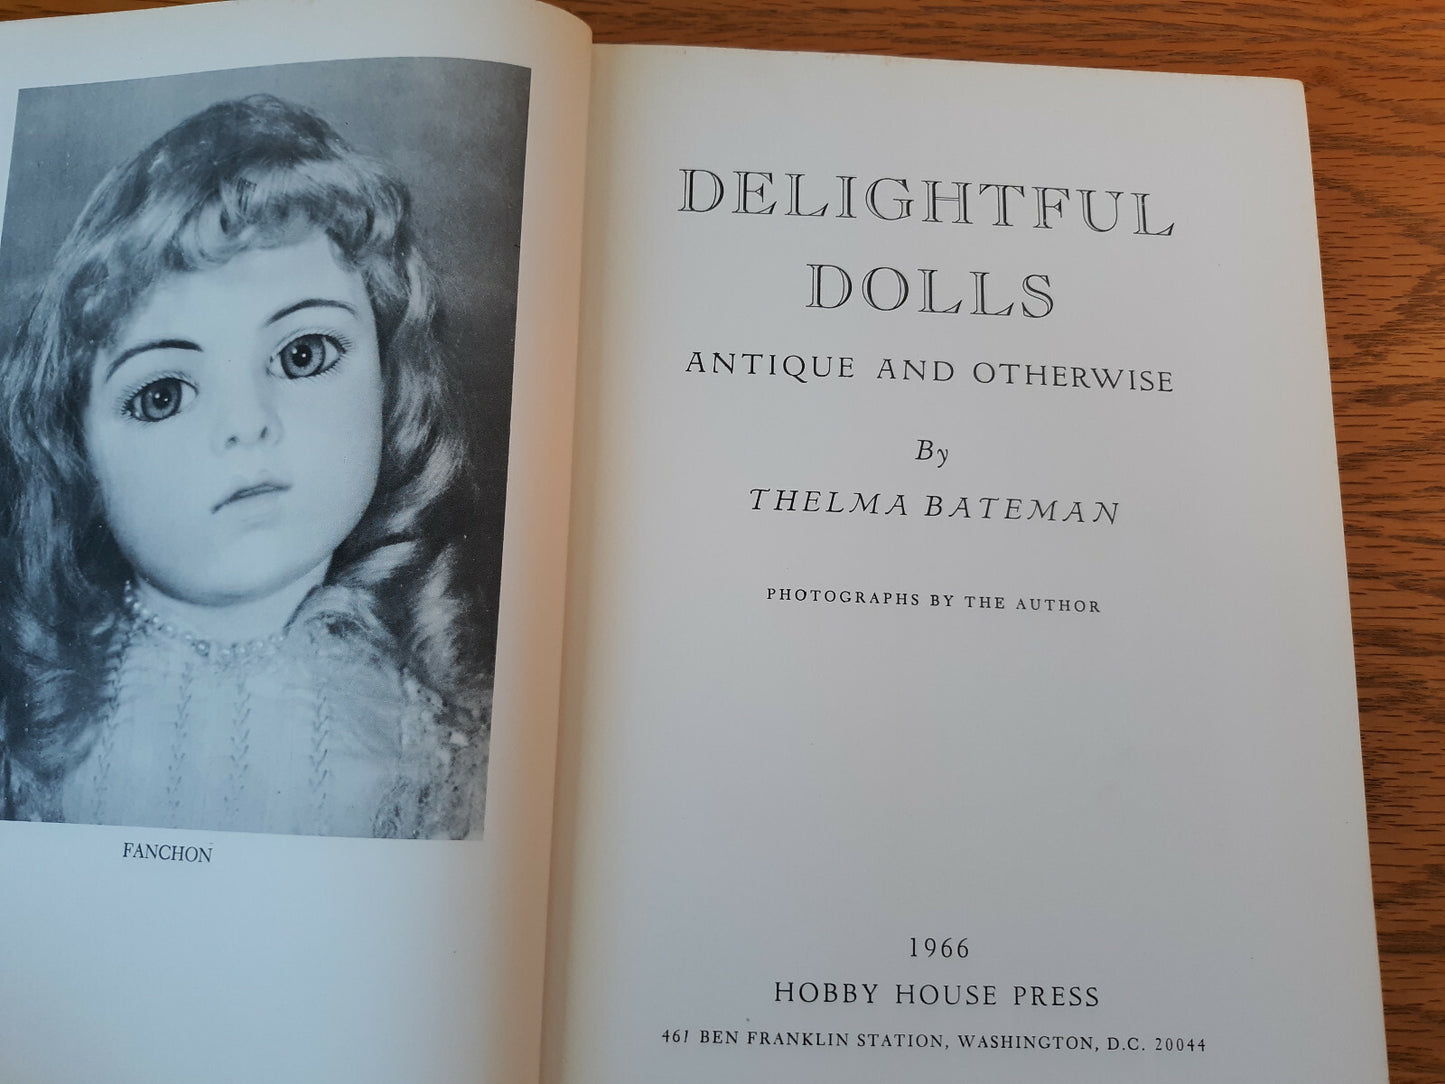 FANCHON
DELIGHTFUL
DOLLS
ANTIQUE AND OTHERWISE
By
THELMA BATEMAN
PHOTOGRAPHS BY THE AUTHOR
1966
HOBBY HOUSE PRESS
461 BEN FRANKLIN STATION, WASHINGTON, D.C. 20044